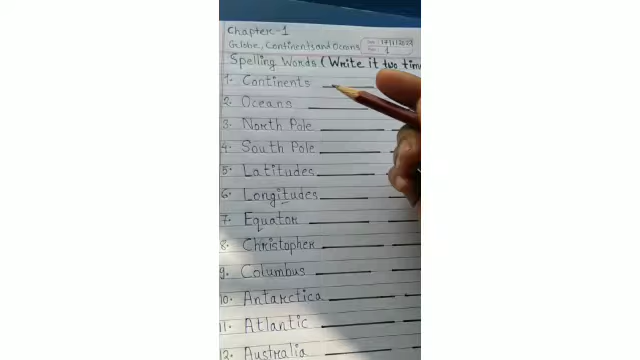 Chapter-1
Globe, Continents and Oceans
Page: 1
Spelling Words (Write it two tim
1. Continents
2. Oceans
3. North Pole
4. South Pole
5. Latitudes
6. Longitudes
7. Equator
8. Christopher
9. Columbus
10. Antarctica
11. Atlantic
12. Australia